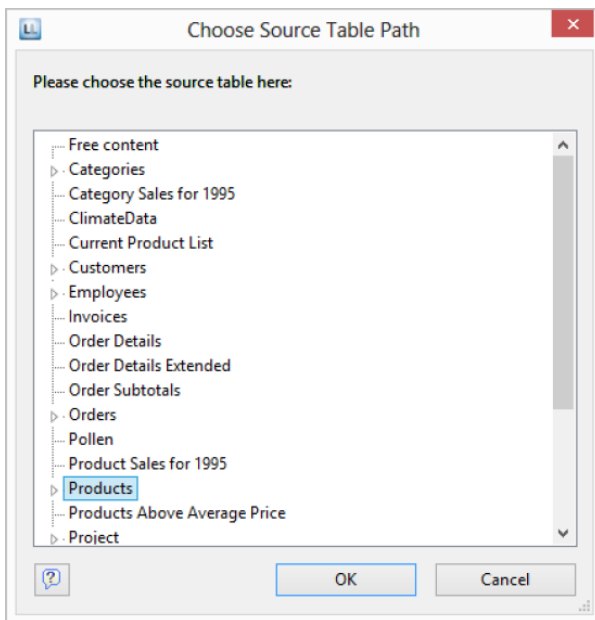 LL
Choose Source Table Path
Please choose the source table here:
Free content
Categories
Category Sales for 1995
ClimateData
Current Product List
Customers
Employees
Invoices
Order Details
Order Details Extended
Order Subtotals
Orders
Pollen
Product Sales for 1995
Products
Products Above Average Price
Project
?
OK
Cancel